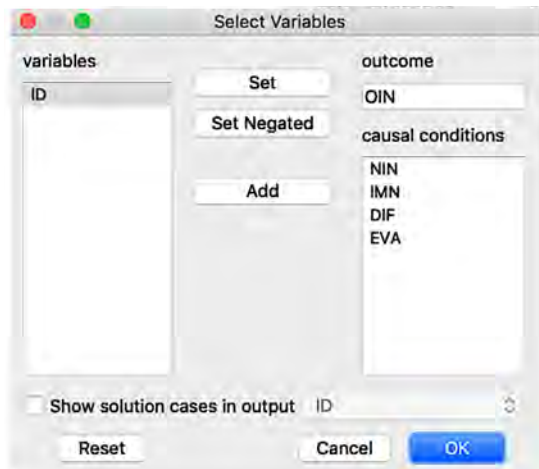 Select Variables
variables
outcome
ID
Set
OIN
Set Negated
causal conditions
NIN
IMN
Add
DIF
EVA
Show solution cases in output ID
Reset
Cancel
OK